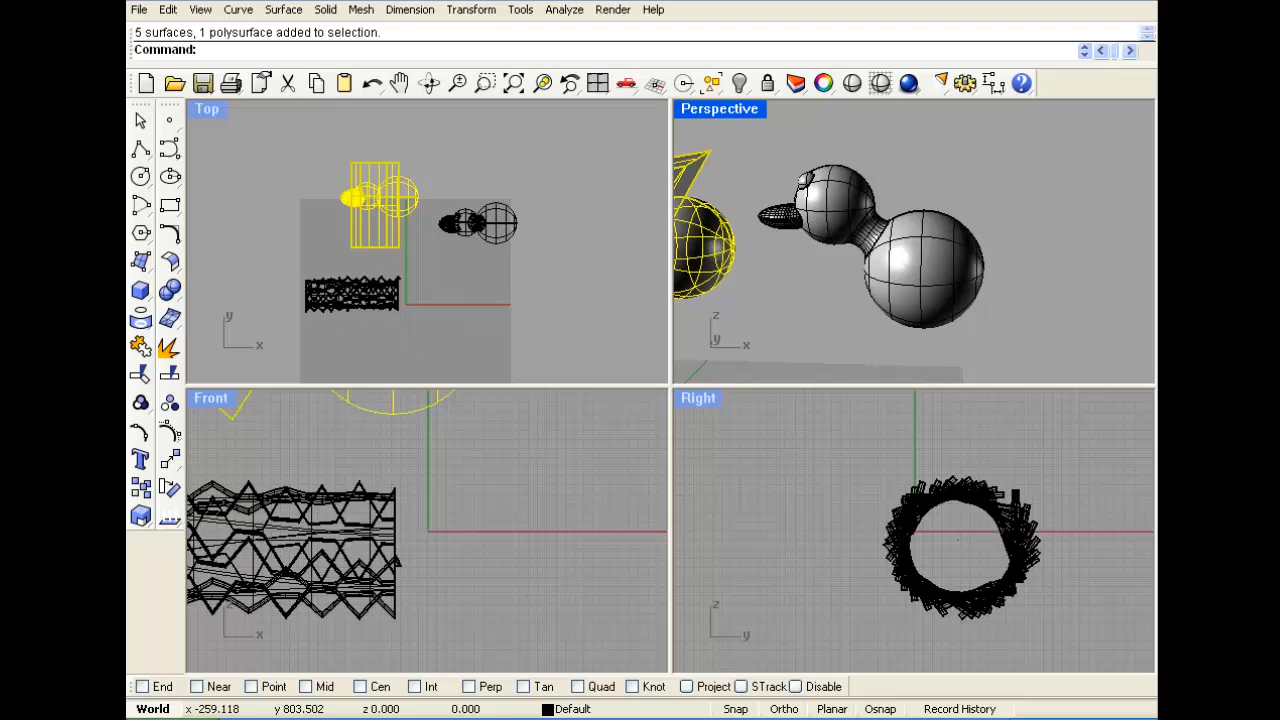 File Edit View Curve Surface Solid Mesh Dimension Transform Tools Analyze Render Help
5 surfaces, 1 polysurface added to selection.
Command:
Top
Perspective
y
x
z
y
x
Front
Right
z
x
z
y
End Near Point Mid Cen Int Perp Tan Quad Knot Project STrack Disable
World x -259.118 y 803.502 z 0.000 0.000 Default Snap Ortho Planar Osnap Record History